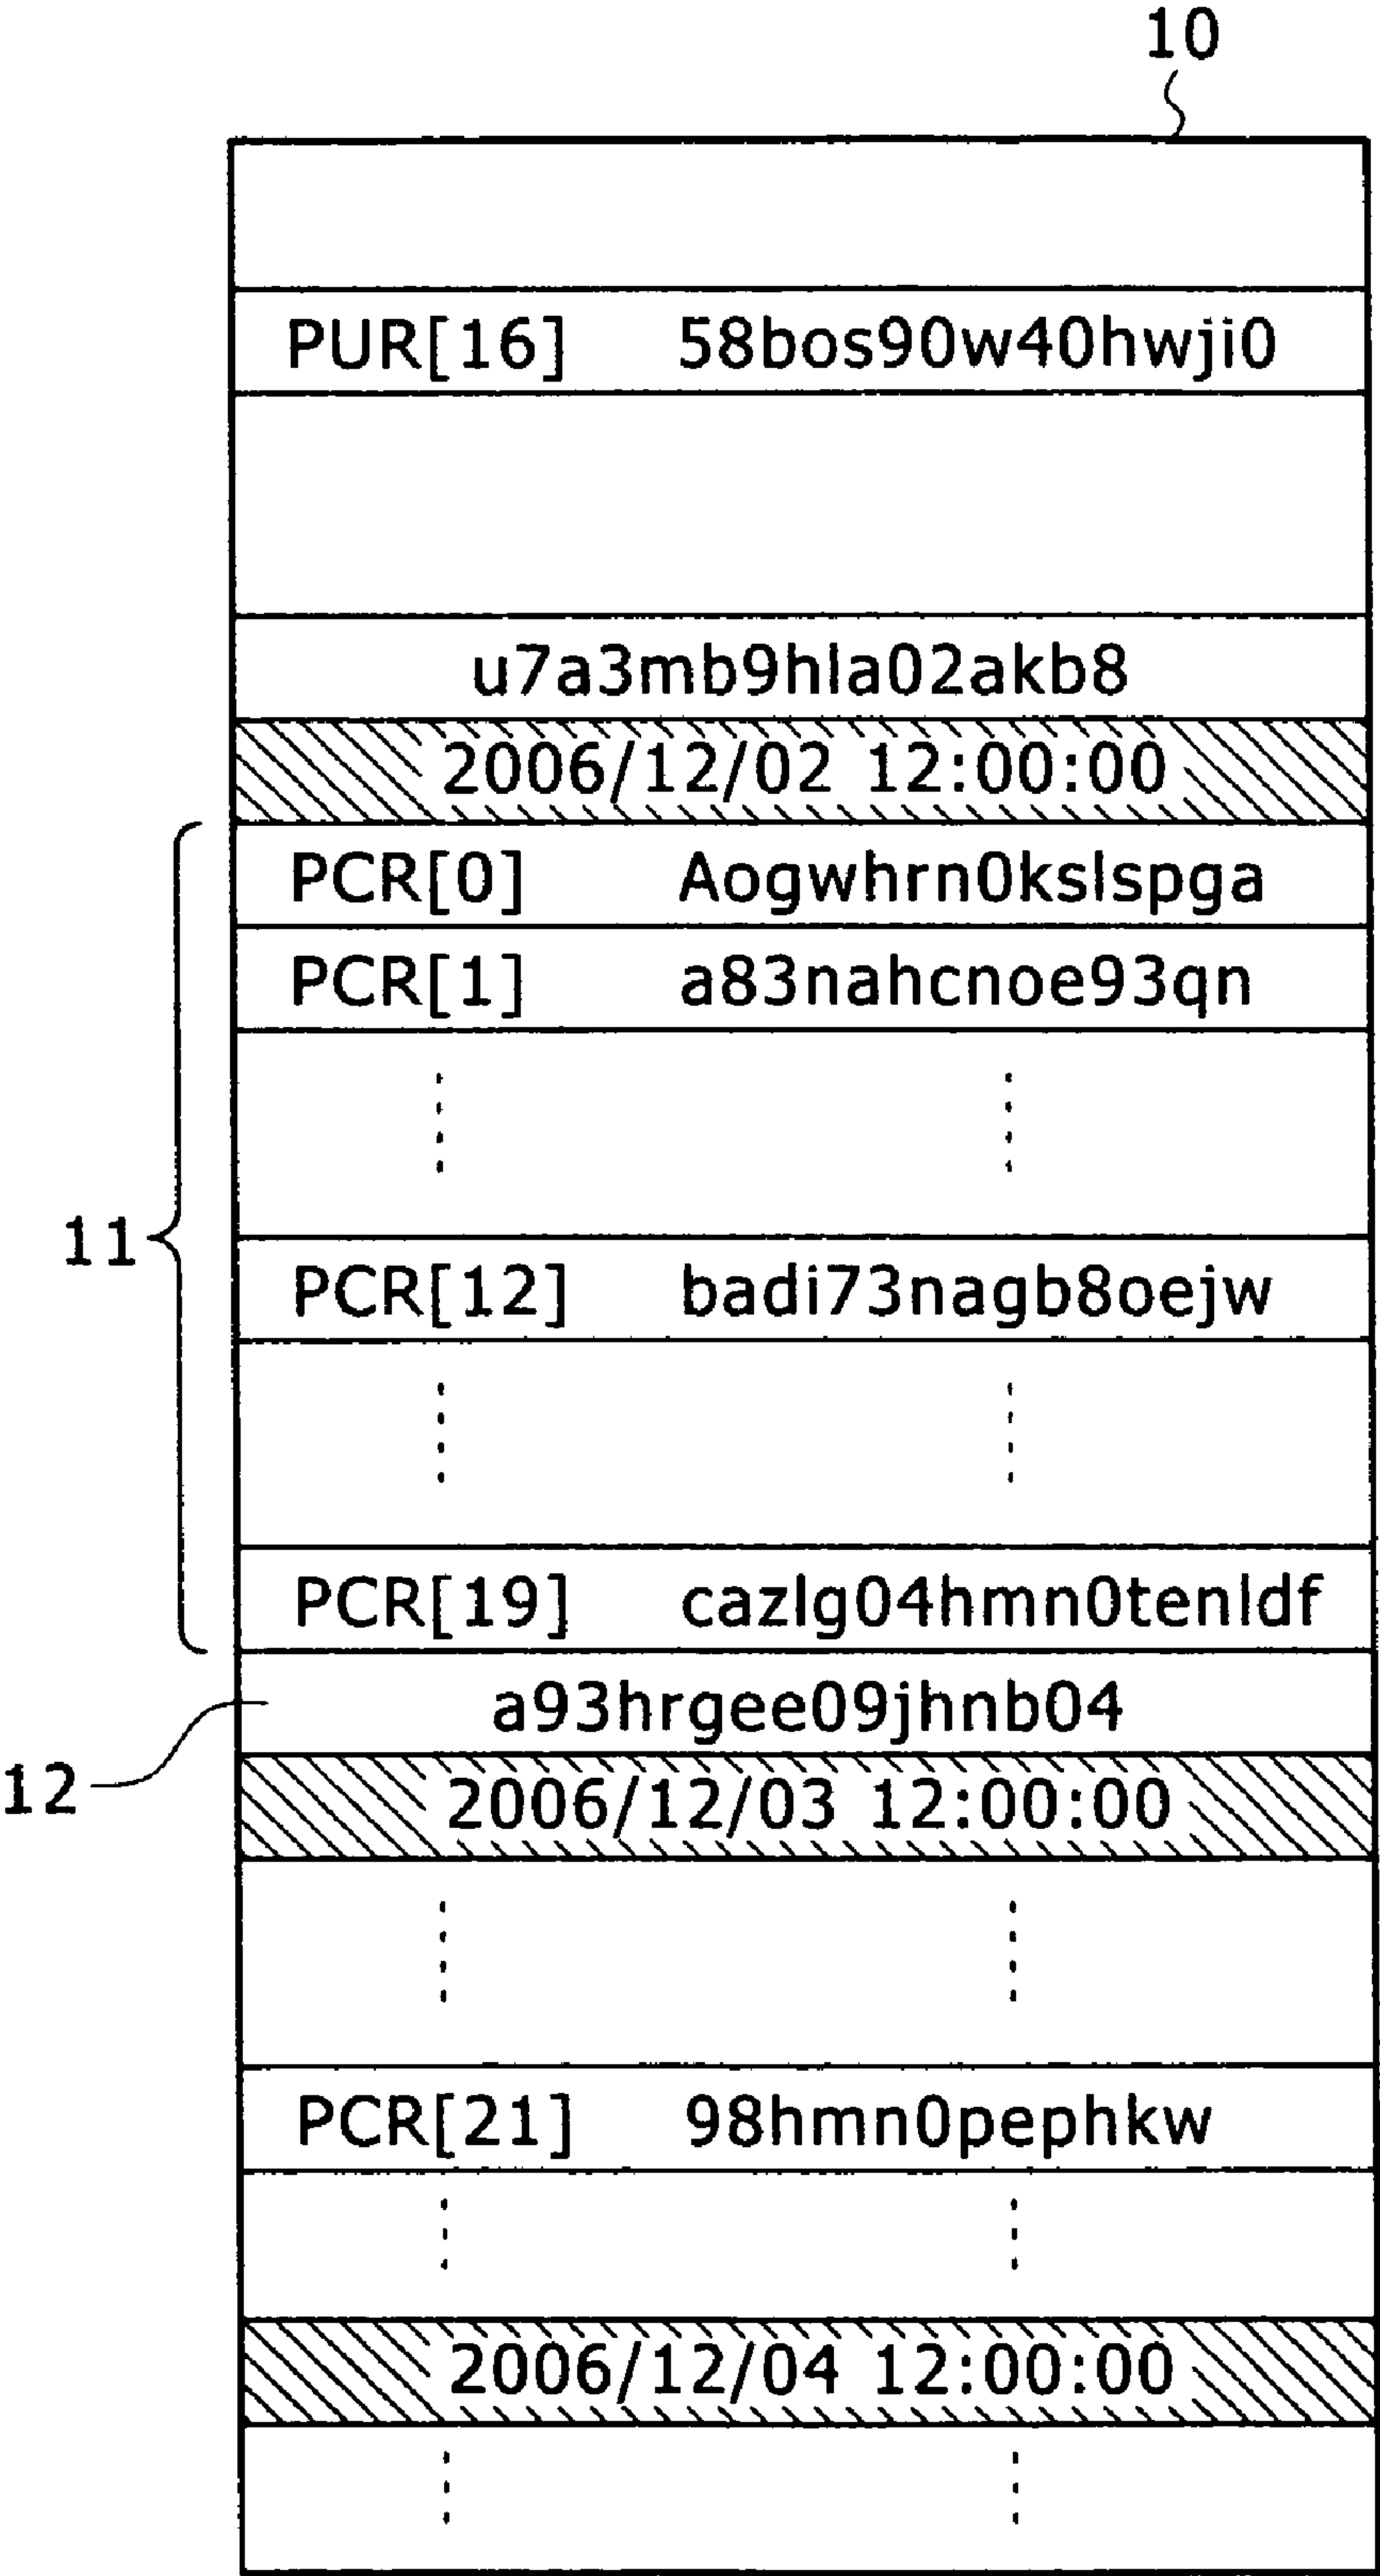 10
PUR[16] 58bos90w40hwji0
u7a3mb9hla02akb8
2006/12/02 12:00:00
PCR[0] Aogwhrn0kslspga
PCR[1] a83nahcnoe93qn
11
PCR[12] badi73nagb8oejw
PCR[19] cazlg04hmn0tenldf
a93hrgee09jhnb04
12
2006/12/03 12:00:00
PCR[21] 98hmn0pephkw
2006/12/04 12:00:00